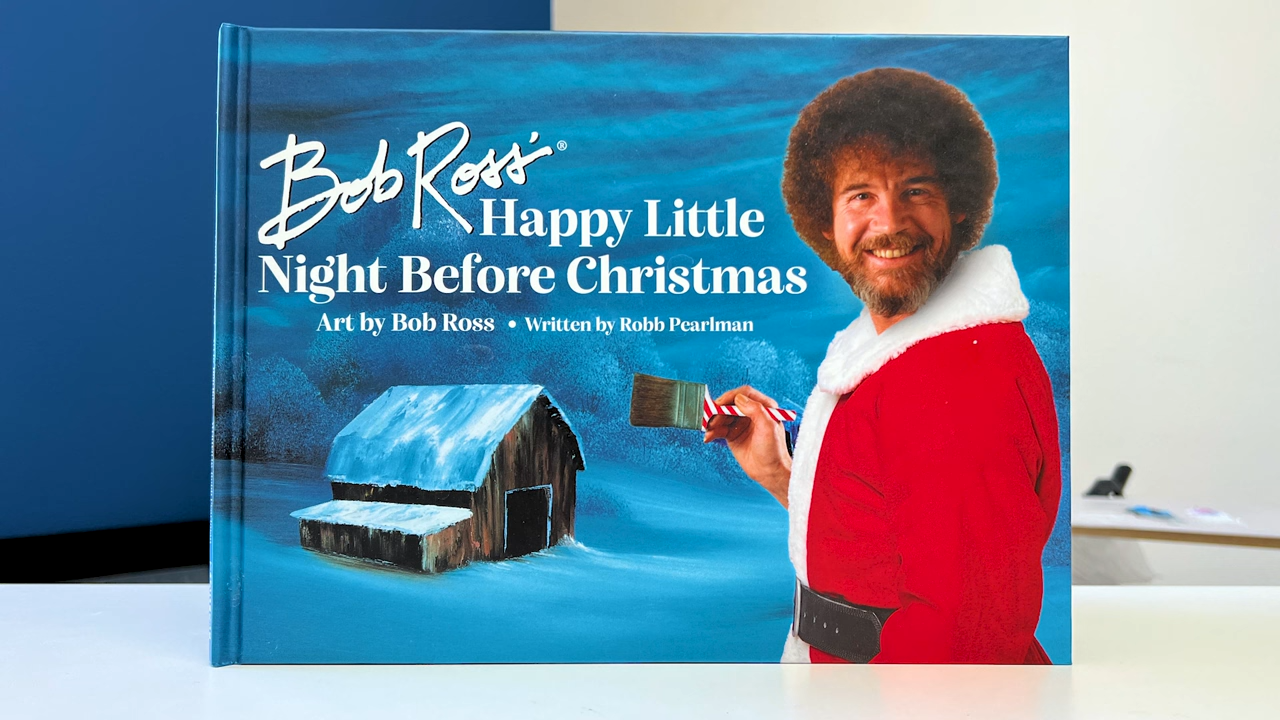 Bob Ross'®
Happy Little
Night Before Christmas
Art by Bob Ross • Written by Robb Pearlman